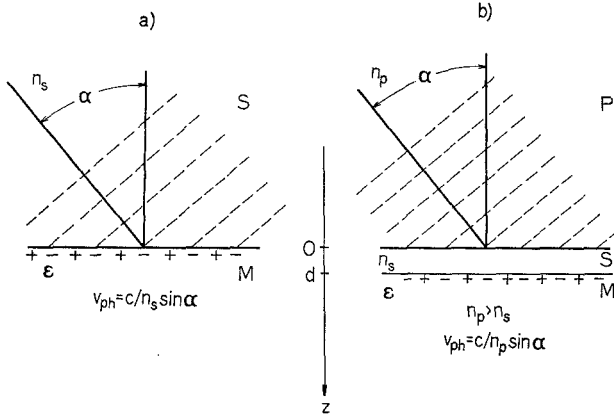 a)
n_s
α
S
+ - + - + - + -
ε
M
v_ph=c/n_s sinα
O
d
z
b)
n_p
α
P
n_s
S
ε
- + - + - + - + -
M
n_p>n_s
v_ph=c/n_p sinα